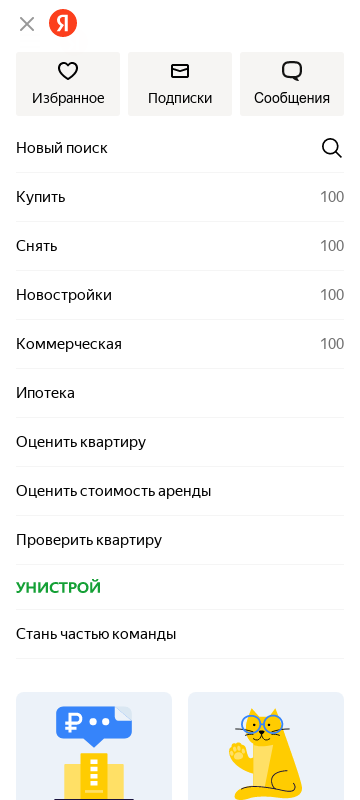 Я
Избранное
Подписки
Сообщения
Новый поиск
Купить 100
Снять 100
Новостройки 100
Коммерческая 100
Ипотека
Оценить квартиру
Оценить стоимость аренды
Проверить квартиру
УНИСТРОЙ
Стань частью команды
₽